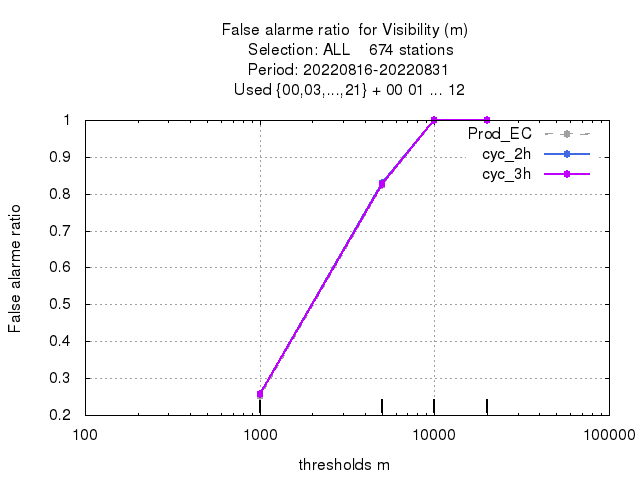 False alarme ratio  for Visibility (m)
Selection: ALL    674 stations
Period: 20220816-20220831
Used {00,03,...,21} + 00 01 ... 12
Prod_EC
cyc_2h
cyc_3h
1
0.9
0.8
0.7
0.6
0.5
0.4
0.3
0.2
False alarme ratio
100 1000 10000 100000
thresholds m